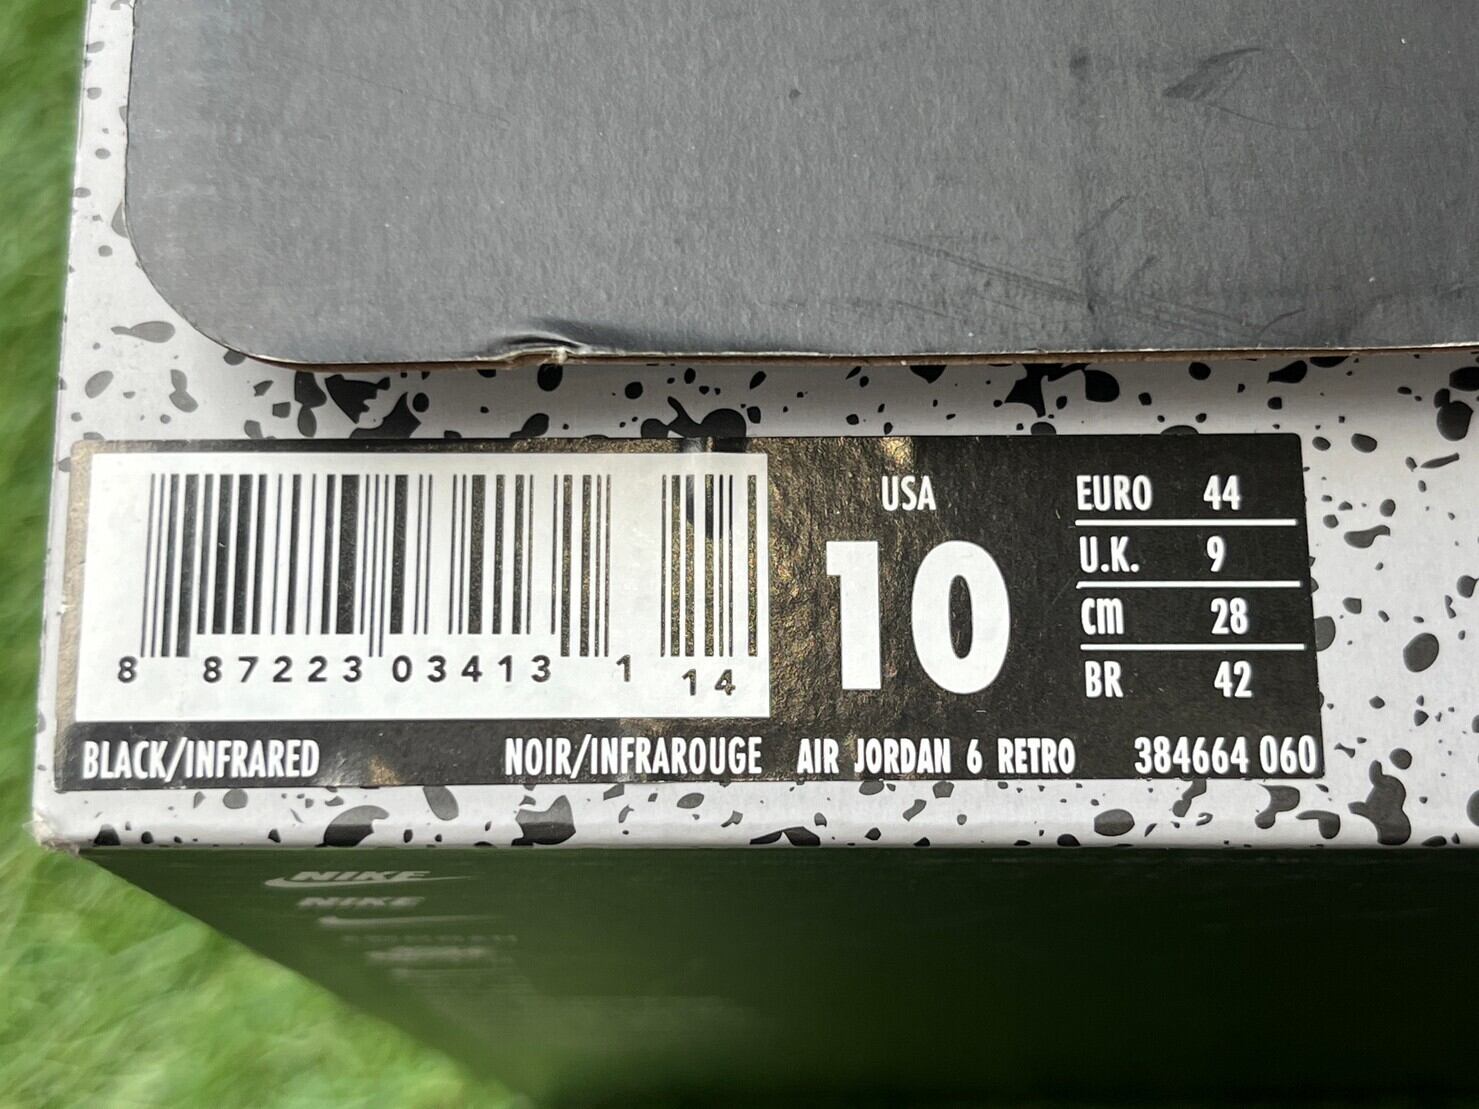 USA
10
EURO 44
U.K. 9
cm 28
BR 42
8 87223 03413 1 14
BLACK/INFRARED NOIR/INFRAROUGE AIR JORDAN 6 RETRO 384664 060
NIKE
NIKE